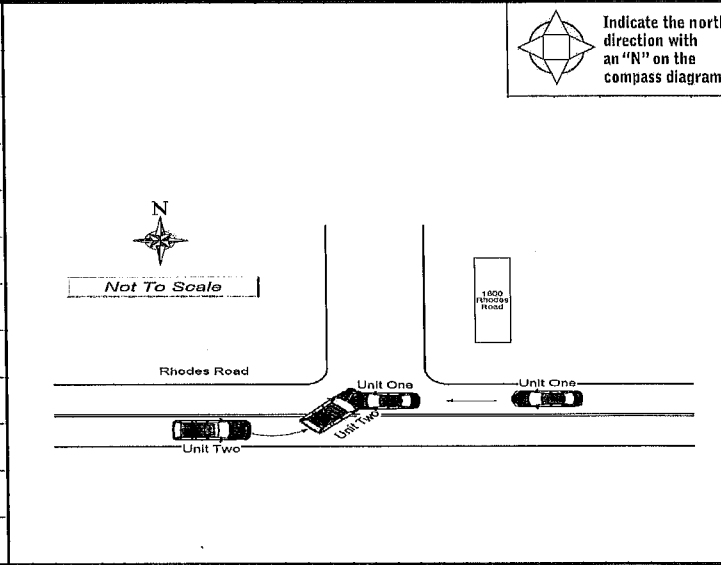 Indicate the north
direction with
an "N" on the
compass diagram
N
Not To Scale
1600
Rhodes
Road
Rhodes Road
Unit One
Unit One
Unit Two
Unit Two